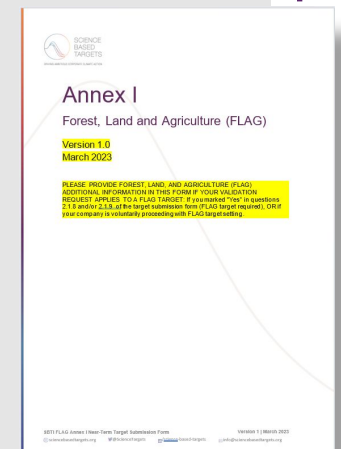 SCIENCE
BASED
TARGETS
Annex I
Forest, Land and Agriculture (FLAG)
Version 1.0
March 2023
PLEASE PROVIDE FOREST, LAND, AND AGRICULTURE (FLAG)
ADDITIONAL INFORMATION IN THIS FORM IF YOUR VALIDATION
REQUEST APPLIES TO A FLAG TARGET: If you marked "Yes" in questions
2.1.8 and/or 2.1.9. of the target submission form (FLAG target required), OR if
your company is voluntarily proceeding with FLAG target setting.
SBTi FLAG Annex I Near-Term Target Submission Form
Version 1 | March 2023
sciencebasedtargets.org
@ScienceTargets
info@sciencebasedtargets.org